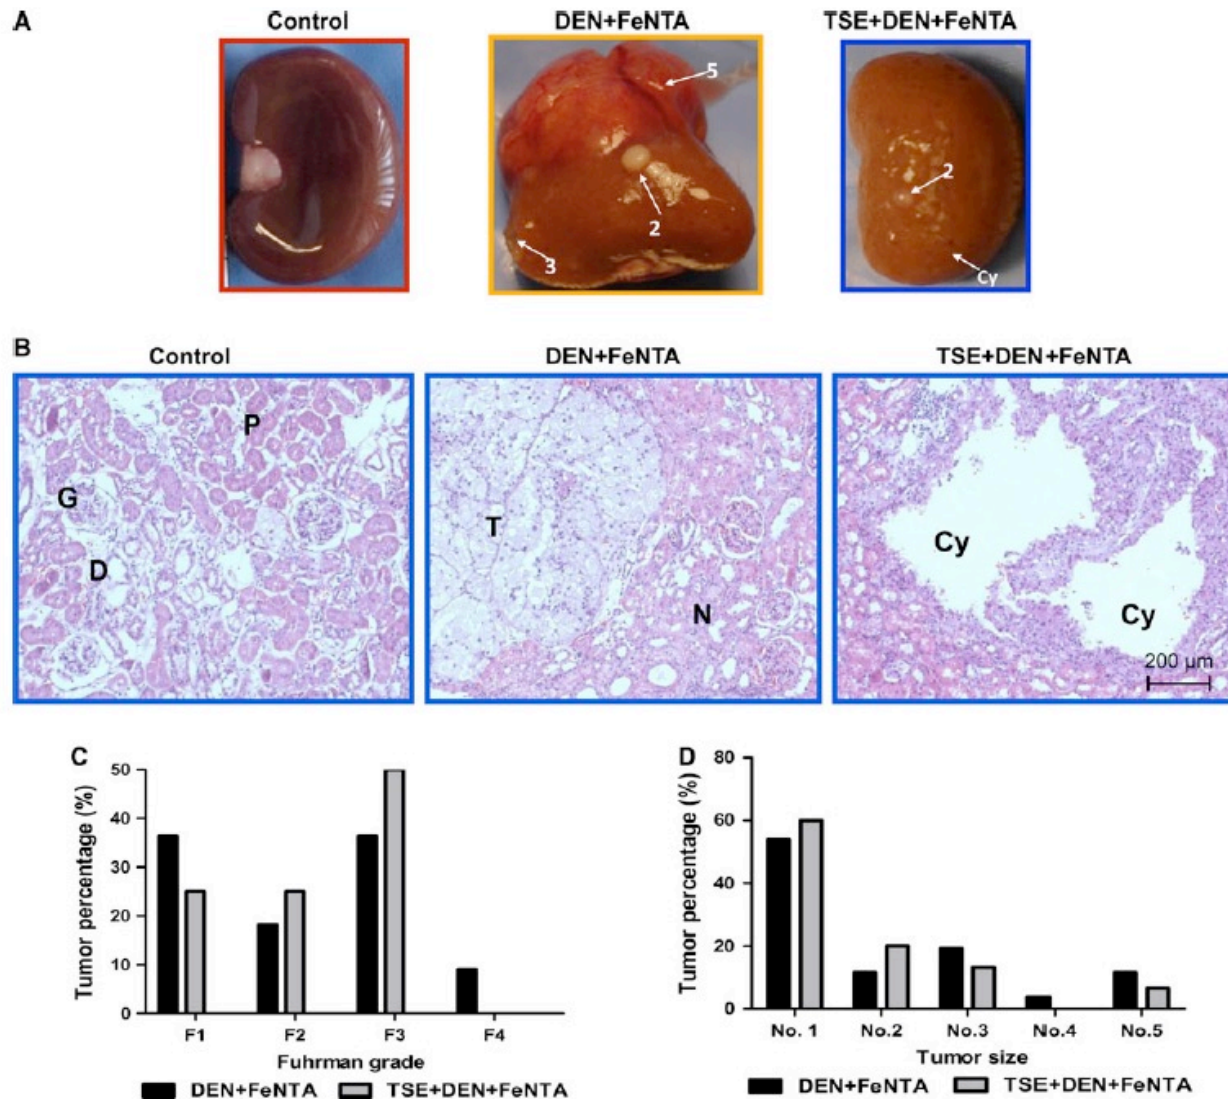 A
Control
DEN+FeNTA
TSE+DEN+FeNTA
5
2
3
2
Cy
B
Control
DEN+FeNTA
TSE+DEN+FeNTA
P
G
D
T
N
Cy
Cy
200 µm
C
Tumor percentage (%)
50
40
30
20
10
0
F1 F2 F3 F4
Fuhrman grade
DEN+FeNTA TSE+DEN+FeNTA
D
Tumor percentage (%)
80
60
40
20
0
No. 1 No.2 No.3 No.4 No.5
Tumor size
DEN+FeNTA TSE+DEN+FeNTA